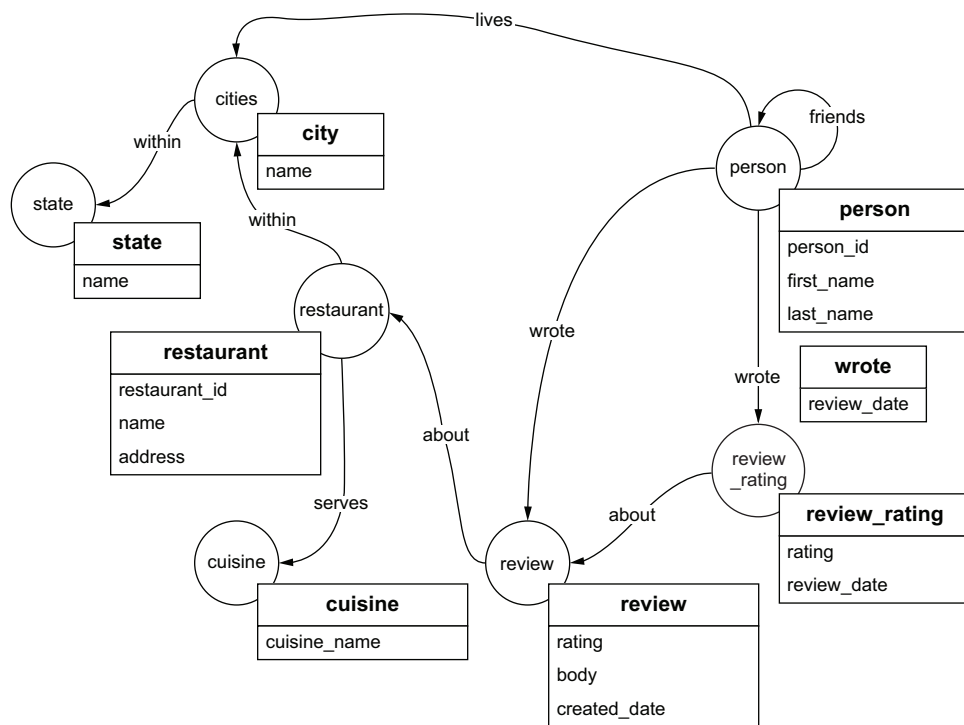 lives
cities
friends
city
name
within
person
state
state
name
within
person
person_id
first_name
last_name
restaurant
restaurant
restaurant_id
name
address
wrote
wrote
review_date
wrote
about
review
_rating
serves
about
review_rating
rating
review_date
cuisine
review
cuisine
cuisine_name
review
rating
body
created_date